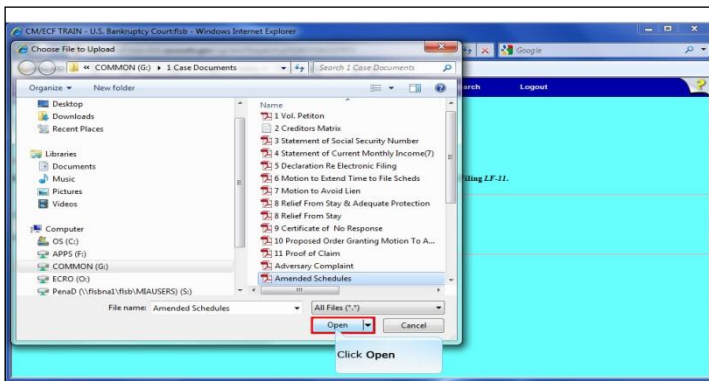 CM/ECF TRAIN - U.S. Bankruptcy Court:flsb - Windows Internet Explorer
Choose File to Upload
Google
« COMMON (G:) ▸ 1 Case Documents
Search 1 Case Documents
Organize
New folder
arch
Logout
Desktop
Downloads
Recent Places
Libraries
Documents
Music
Pictures
Videos
Computer
OS (C:)
APPS (F:)
COMMON (G:)
ECRO (O:)
PenaD (\\flsbna1\flsb\MIAUSERS) (S:)
Name
1 Vol. Petiton
2 Creditors Matrix
3 Statement of Social Security Number
4 Statement of Current Monthly Income(7)
5 Declaration Re Electronic Filing
6 Motion to Extend Time to File Scheds
7 Motion to Avoid Lien
8 Relief From Stay & Adequate Protection
8 Relief From Stay
9 Certificate of No Response
10 Proposed Order Granting Motion To A...
11 Proof of Claim
Adversary Complaint
Amended Schedules
iling LF-11.
File name:
Amended Schedules
All Files (*.*)
Open
Cancel
Click Open